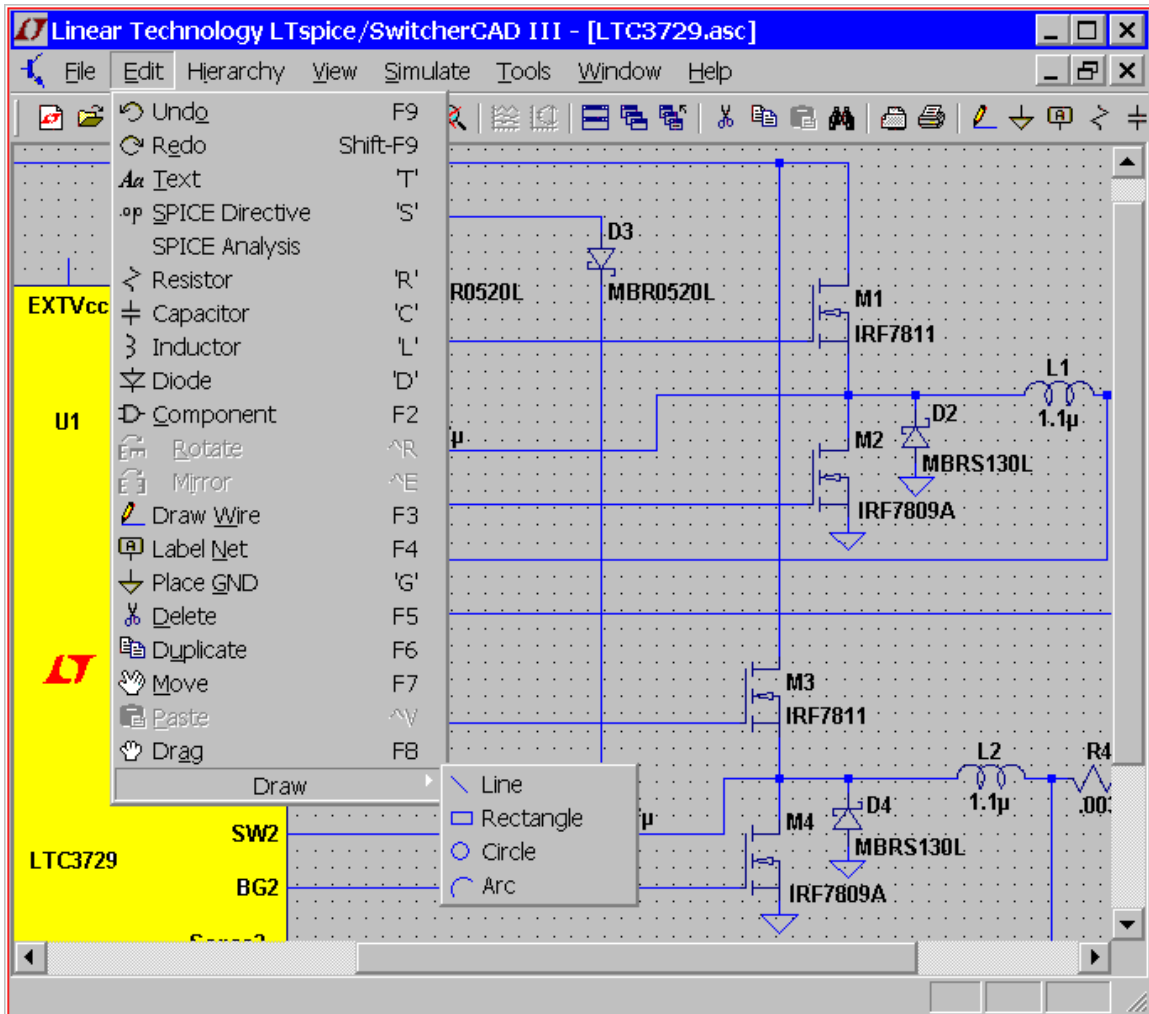 Linear Technology LTspice/SwitcherCAD III - [LTC3729.asc]
File Edit Hierarchy View Simulate Tools Window Help
Undo F9
Redo Shift-F9
Aa Text 'T'
.op SPICE Directive 'S'
SPICE Analysis
Resistor 'R'
Capacitor 'C'
Inductor 'L'
Diode 'D'
Component F2
Rotate ^R
Mirror ^E
Draw Wire F3
Label Net F4
Place GND 'G'
Delete F5
Duplicate F6
Move F7
Paste ^V
Drag F8
Draw
Line
Rectangle
Circle
Arc
EXTVcc
U1
LTC3729
SW2
BG2
D3
R0520L
MBR0520L
M1
IRF7811
L1
1.1µ
D2
MBRS130L
µ
M2
IRF7809A
M3
IRF7811
L2
1.1µ
R4
.003
D4
MBRS130L
µ
M4
IRF7809A